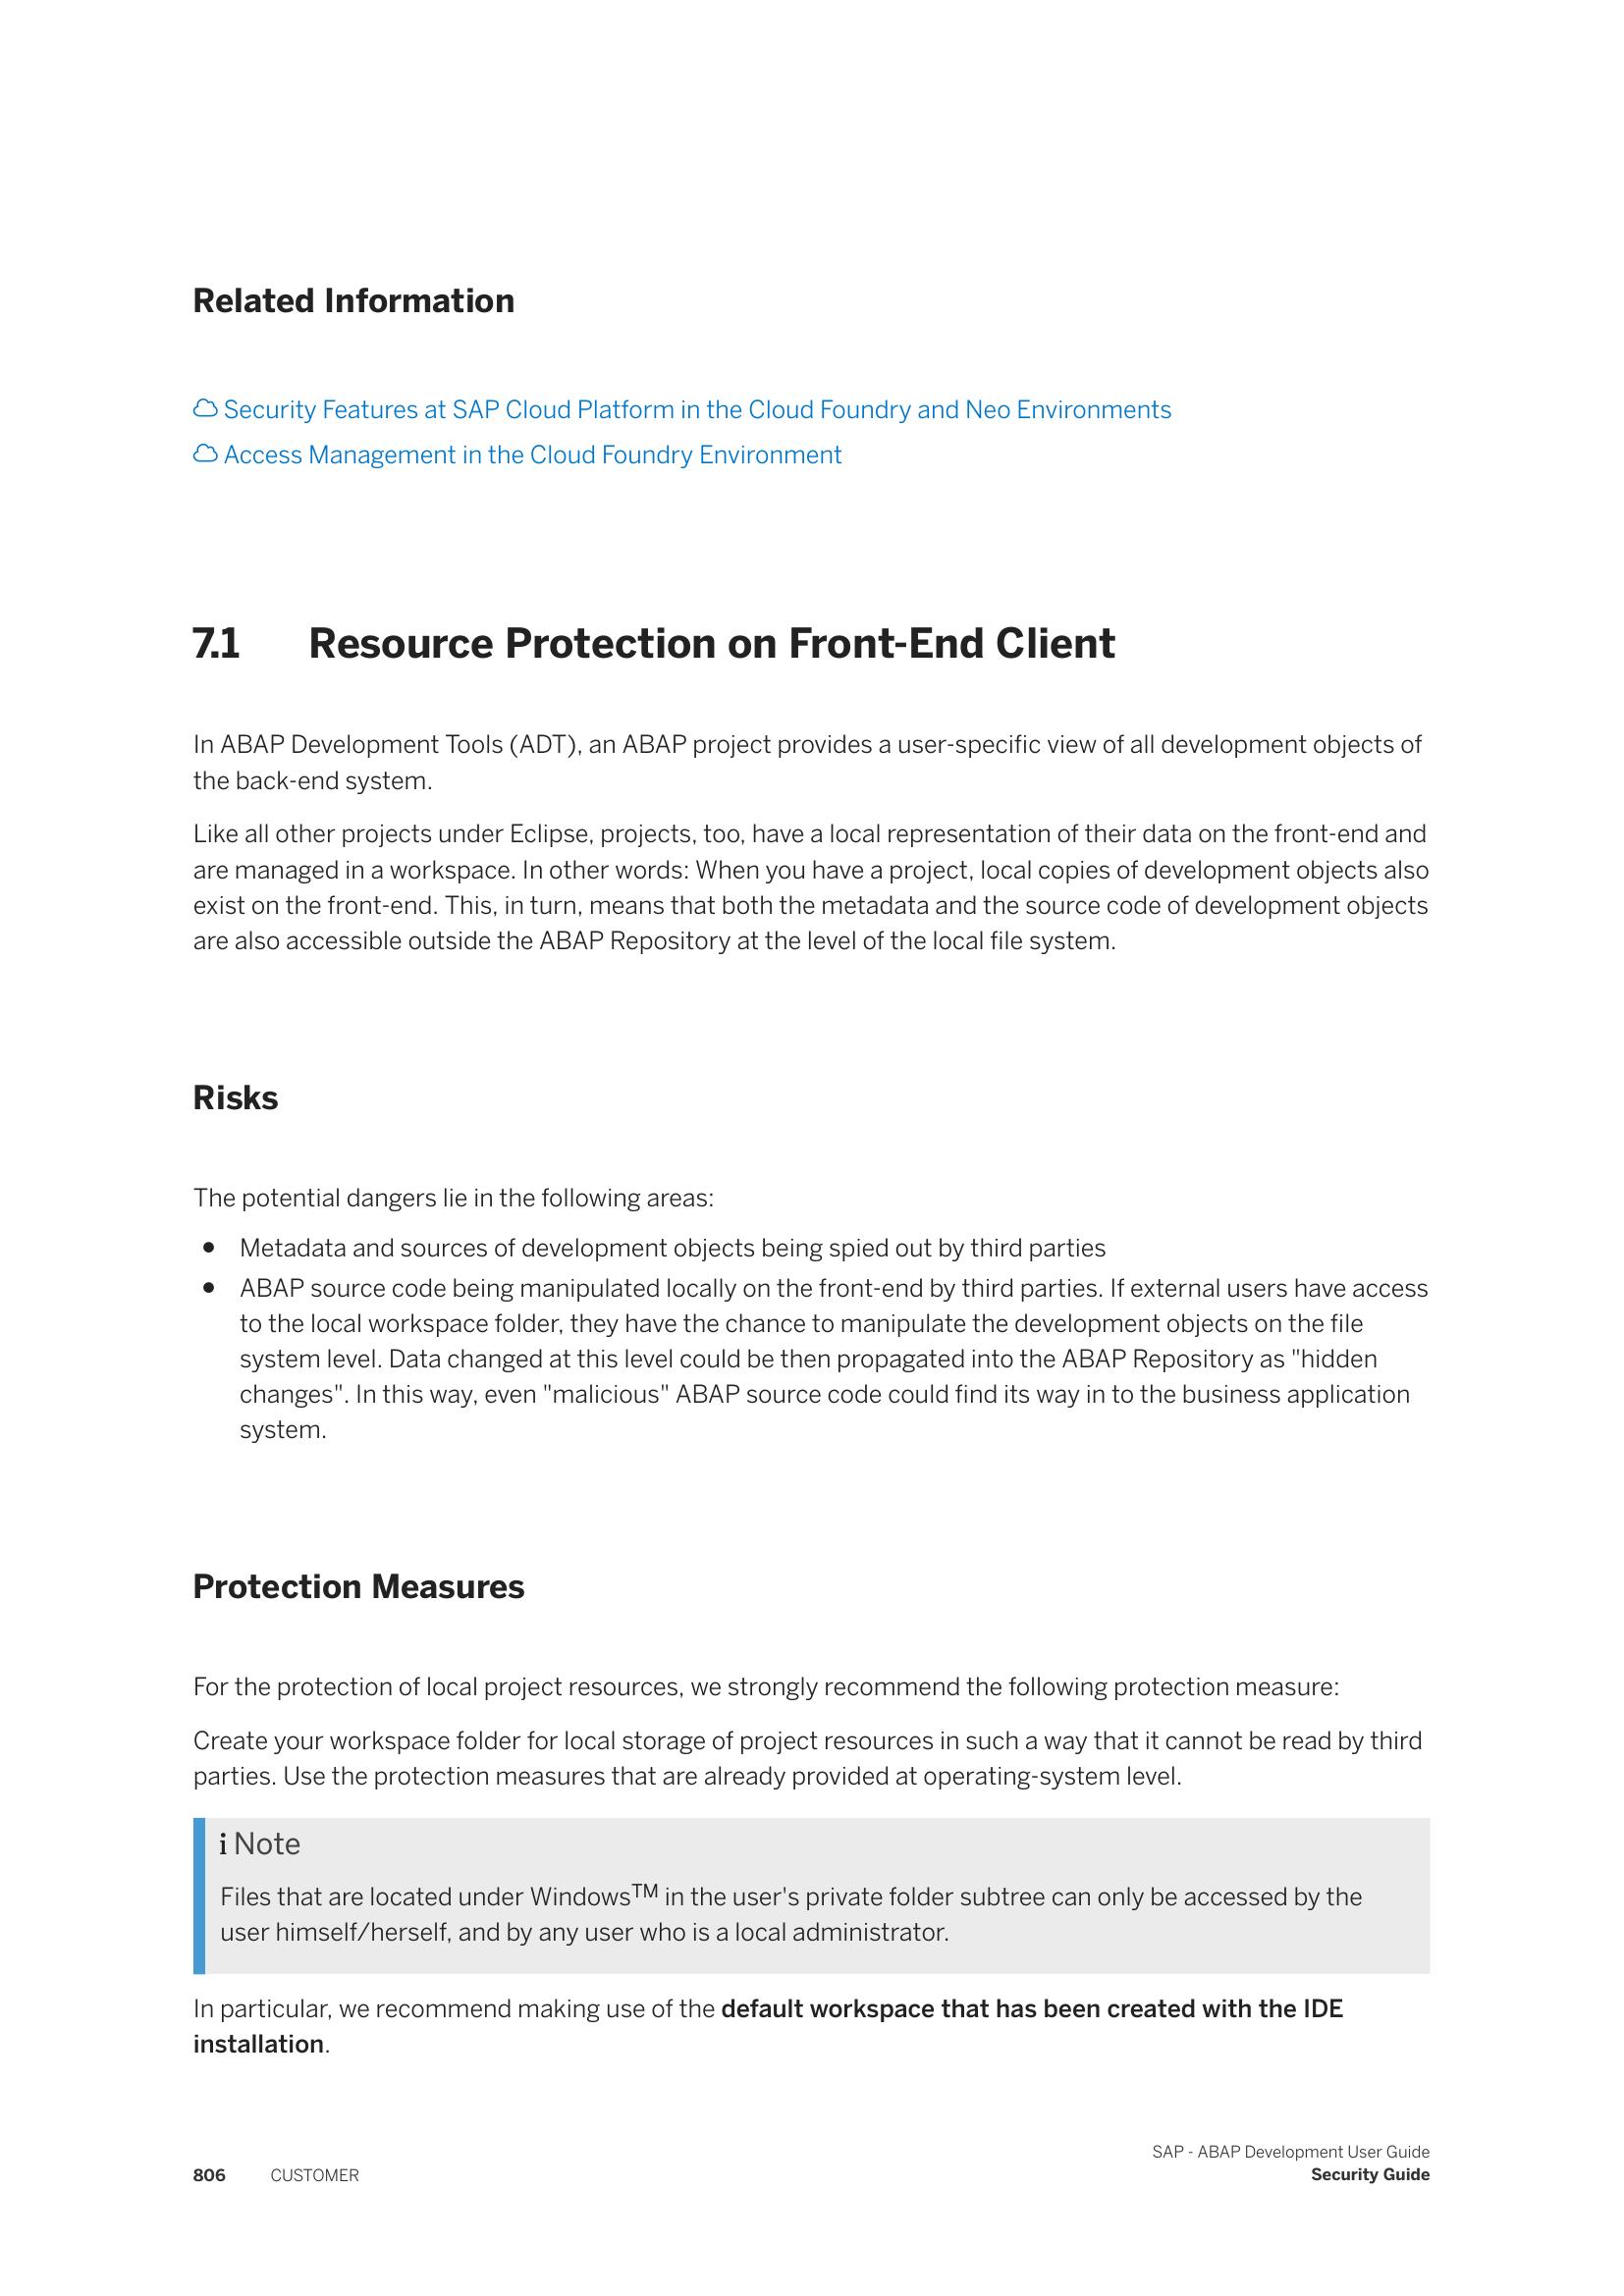 Related Information
Security Features at SAP Cloud Platform in the Cloud Foundry and Neo Environments
Access Management in the Cloud Foundry Environment
7.1 Resource Protection on Front-End Client
In ABAP Development Tools (ADT), an ABAP project provides a user-specific view of all development objects of
the back-end system.
Like all other projects under Eclipse, projects, too, have a local representation of their data on the front-end and
are managed in a workspace. In other words: When you have a project, local copies of development objects also
exist on the front-end. This, in turn, means that both the metadata and the source code of development objects
are also accessible outside the ABAP Repository at the level of the local file system.
Risks
The potential dangers lie in the following areas:
● Metadata and sources of development objects being spied out by third parties
● ABAP source code being manipulated locally on the front-end by third parties. If external users have access
to the local workspace folder, they have the chance to manipulate the development objects on the file
system level. Data changed at this level could be then propagated into the ABAP Repository as "hidden
changes". In this way, even "malicious" ABAP source code could find its way in to the business application
system.
Protection Measures
For the protection of local project resources, we strongly recommend the following protection measure:
Create your workspace folder for local storage of project resources in such a way that it cannot be read by third
parties. Use the protection measures that are already provided at operating-system level.
i Note
Files that are located under Windows™ in the user's private folder subtree can only be accessed by the
user himself/herself, and by any user who is a local administrator.
In particular, we recommend making use of the default workspace that has been created with the IDE
installation.
SAP - ABAP Development User Guide
806 CUSTOMER Security Guide